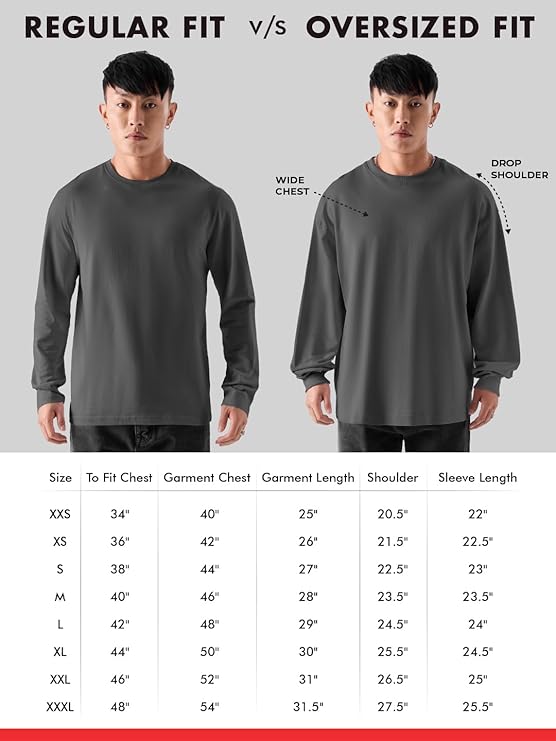 REGULAR FIT v/s OVERSIZED FIT
DROP
SHOULDER
WIDE
CHEST
Size To Fit Chest Garment Chest Garment Length Shoulder Sleeve Length
XXS 34" 40" 25" 20.5" 22"
XS 36" 42" 26" 21.5" 22.5"
S 38" 44" 27" 22.5" 23"
M 40" 46" 28" 23.5" 23.5"
L 42" 48" 29" 24.5" 24"
XL 44" 50" 30" 25.5" 24.5"
XXL 46" 52" 31" 26.5" 25"
XXXL 48" 54" 31.5" 27.5" 25.5"